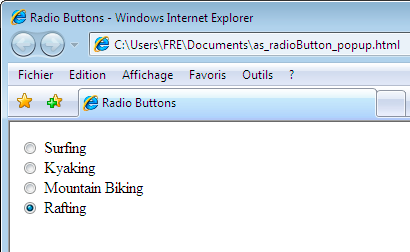 Radio Buttons - Windows Internet Explorer
C:\Users\FRE\Documents\as_radioButton_popup.html
Fichier Edition Affichage Favoris Outils ?
Radio Buttons
Surfing
Kyaking
Mountain Biking
Rafting